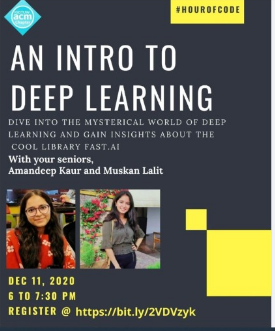 acm
#HOUROFCODE
AN INTRO TO
DEEP LEARNING
DIVE INTO THE MYSTERICAL WORLD OF DEEP
LEARNING AND GAIN INSIGHTS ABOUT THE
COOL LIBRARY FAST.AI
With your seniors,
Amandeep Kaur and Muskan Lalit
DEC 11, 2020
6 TO 7:30 PM
REGISTER @ https://bit.ly/2VDVzyk